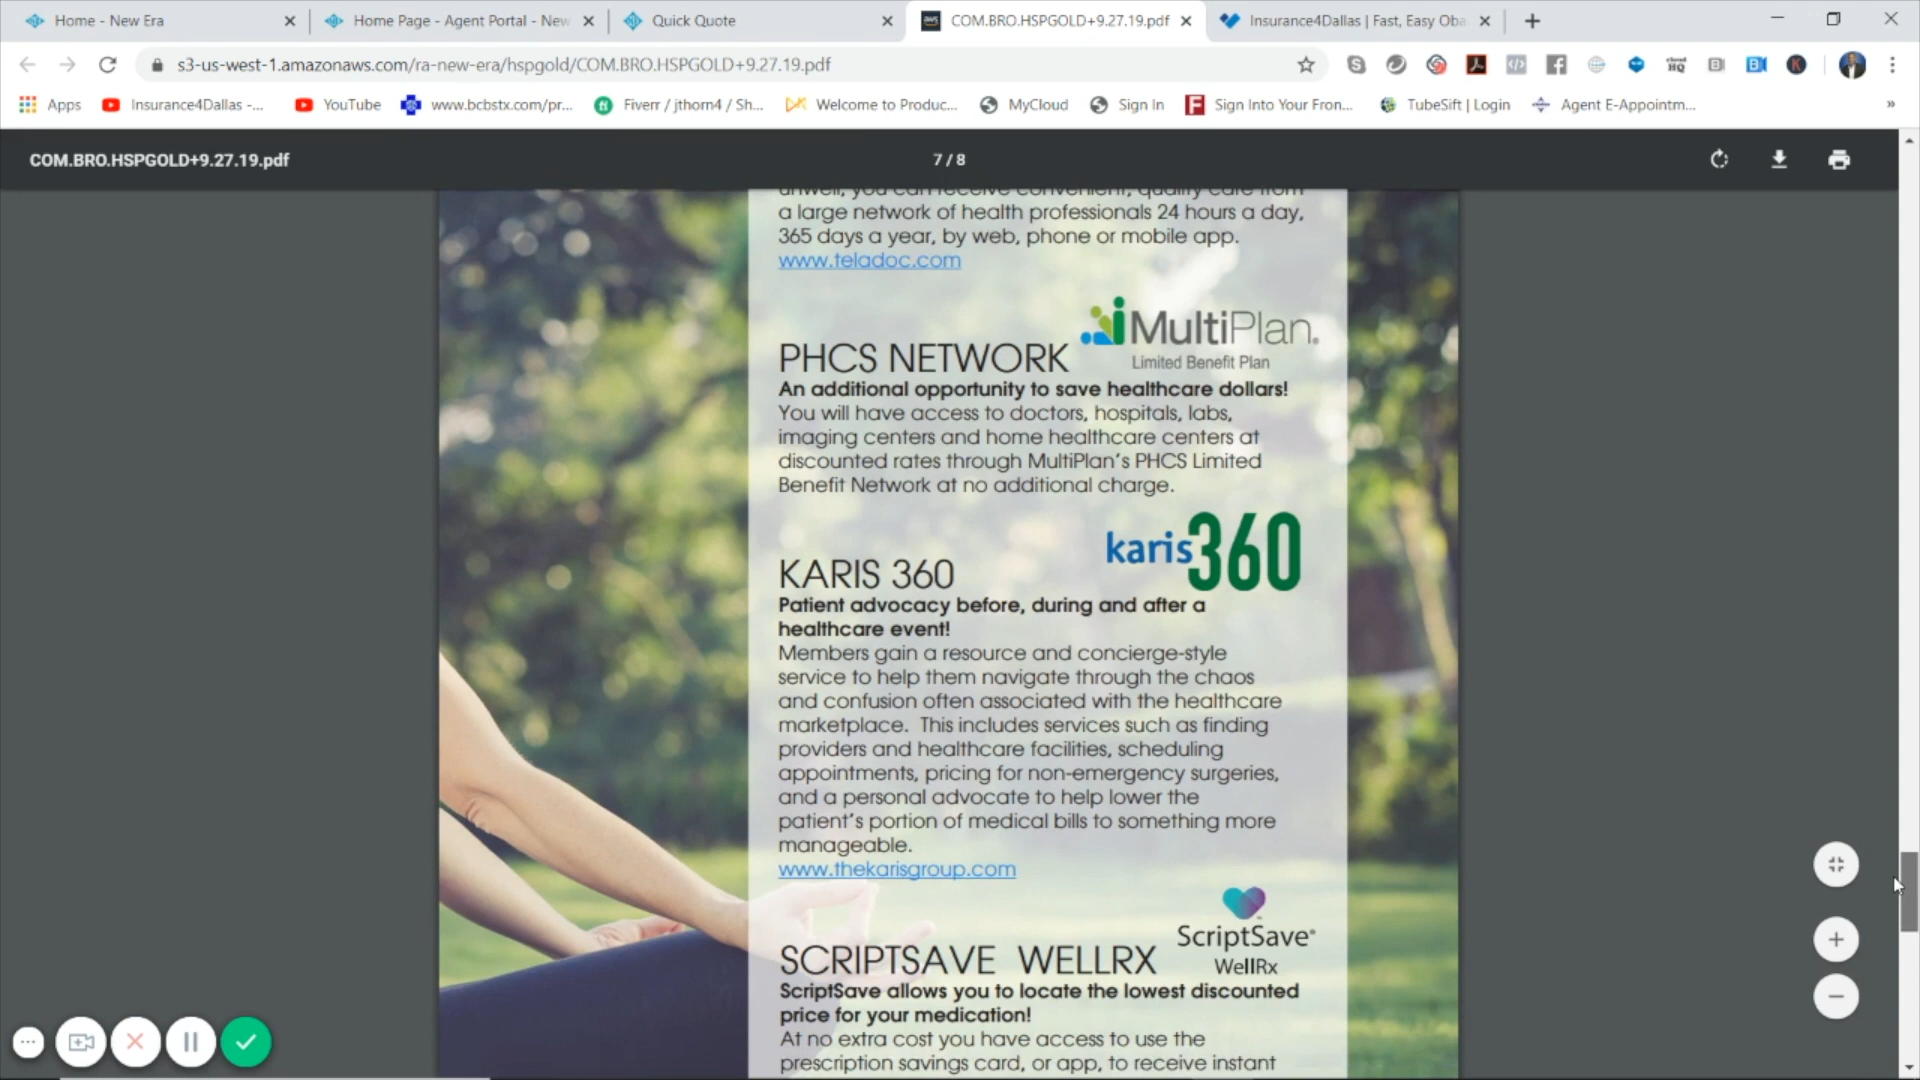 Home - New Era
Home Page - Agent Portal - New
Quick Quote
COM.BRO.HSPGOLD+9.27.19.pdf
Insurance4Dallas | Fast, Easy Oba
s3-us-west-1.amazonaws.com/ra-new-era/hspgold/COM.BRO.HSPGOLD+9.27.19.pdf
Apps
Insurance4Dallas -...
YouTube
www.bcbstx.com/pr...
Fiverr / jthorn4 / Sh...
Welcome to Produc...
MyCloud
Sign In
Sign Into Your Fron...
TubeSift | Login
Agent E-Appointm...
»
COM.BRO.HSPGOLD+9.27.19.pdf
7 / 8
unwell, you can receive convenient, quality care from
a large network of health professionals 24 hours a day,
365 days a year, by web, phone or mobile app.
www.teladoc.com
MultiPlan.
Limited Benefit Plan
PHCS NETWORK
An additional opportunity to save healthcare dollars!
You will have access to doctors, hospitals, labs,
imaging centers and home healthcare centers at
discounted rates through MultiPlan's PHCS Limited
Benefit Network at no additional charge.
karis360
KARIS 360
Patient advocacy before, during and after a
healthcare event!
Members gain a resource and concierge-style
service to help them navigate through the chaos
and confusion often associated with the healthcare
marketplace. This includes services such as finding
providers and healthcare facilities, scheduling
appointments, pricing for non-emergency surgeries,
and a personal advocate to help lower the
patient's portion of medical bills to something more
manageable.
www.thekarisgroup.com
ScriptSave®
WellRx
SCRIPTSAVE WELLRX
ScriptSave allows you to locate the lowest discounted
price for your medication!
At no extra cost you have access to use the
prescription savings card, or app, to receive instant